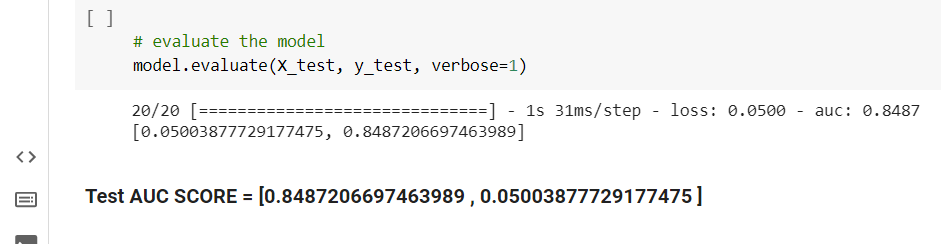 [ ]
# evaluate the model
model.evaluate(X_test, y_test, verbose=1)
20/20 [==============================] - 1s 31ms/step - loss: 0.0500 - auc: 0.8487
[0.05003877729177475, 0.8487206697463989]
Test AUC SCORE = [0.8487206697463989 , 0.05003877729177475 ]